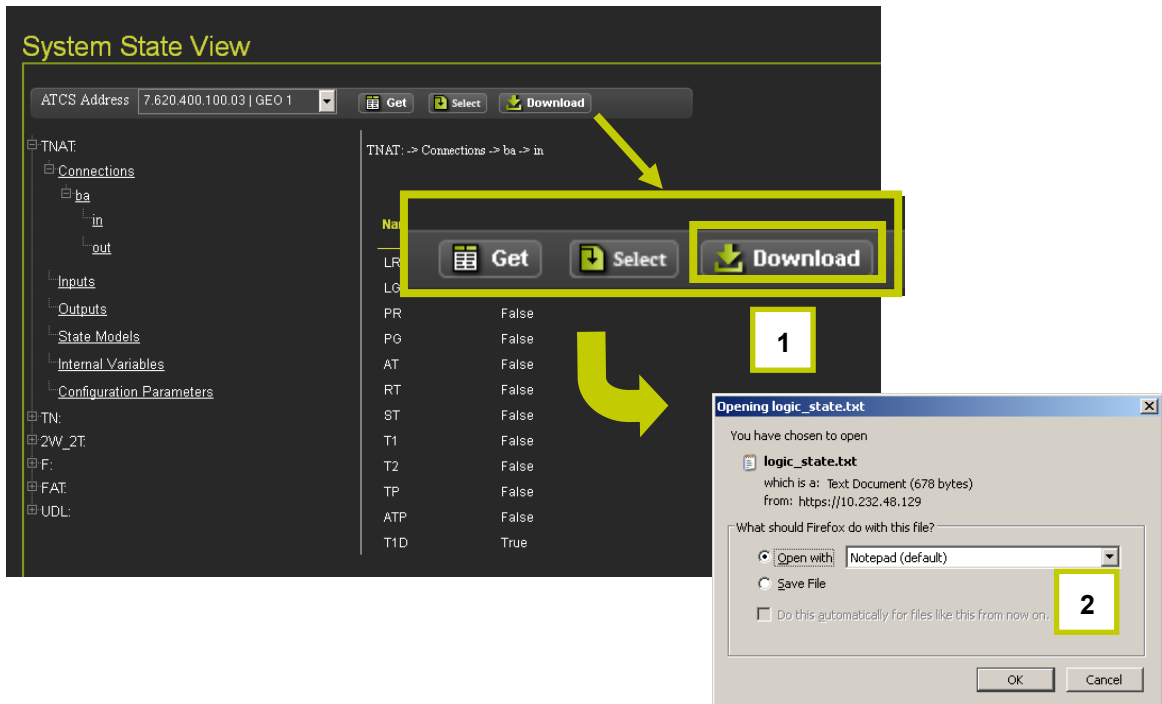 System State View
ATCS Address 7.620.400.100.03 | GEO 1 Get Select Download
TNAT:
Connections
ba
in
out
Inputs
Outputs
State Models
Internal Variables
Configuration Parameters
TN:
2W_2T:
F:
FAT:
UDL:
TNAT: -> Connections -> ba -> in
Na
LR
LG
PR False
PG False
AT False
RT False
ST False
T1 False
T2 False
TP False
ATP False
T1D True
Get Select Download
1
Opening logic_state.txt
You have chosen to open
logic_state.txt
which is a: Text Document (678 bytes)
from: https://10.232.48.129
What should Firefox do with this file?
Open with Notepad (default)
Save File
Do this automatically for files like this from now on.
2
OK Cancel